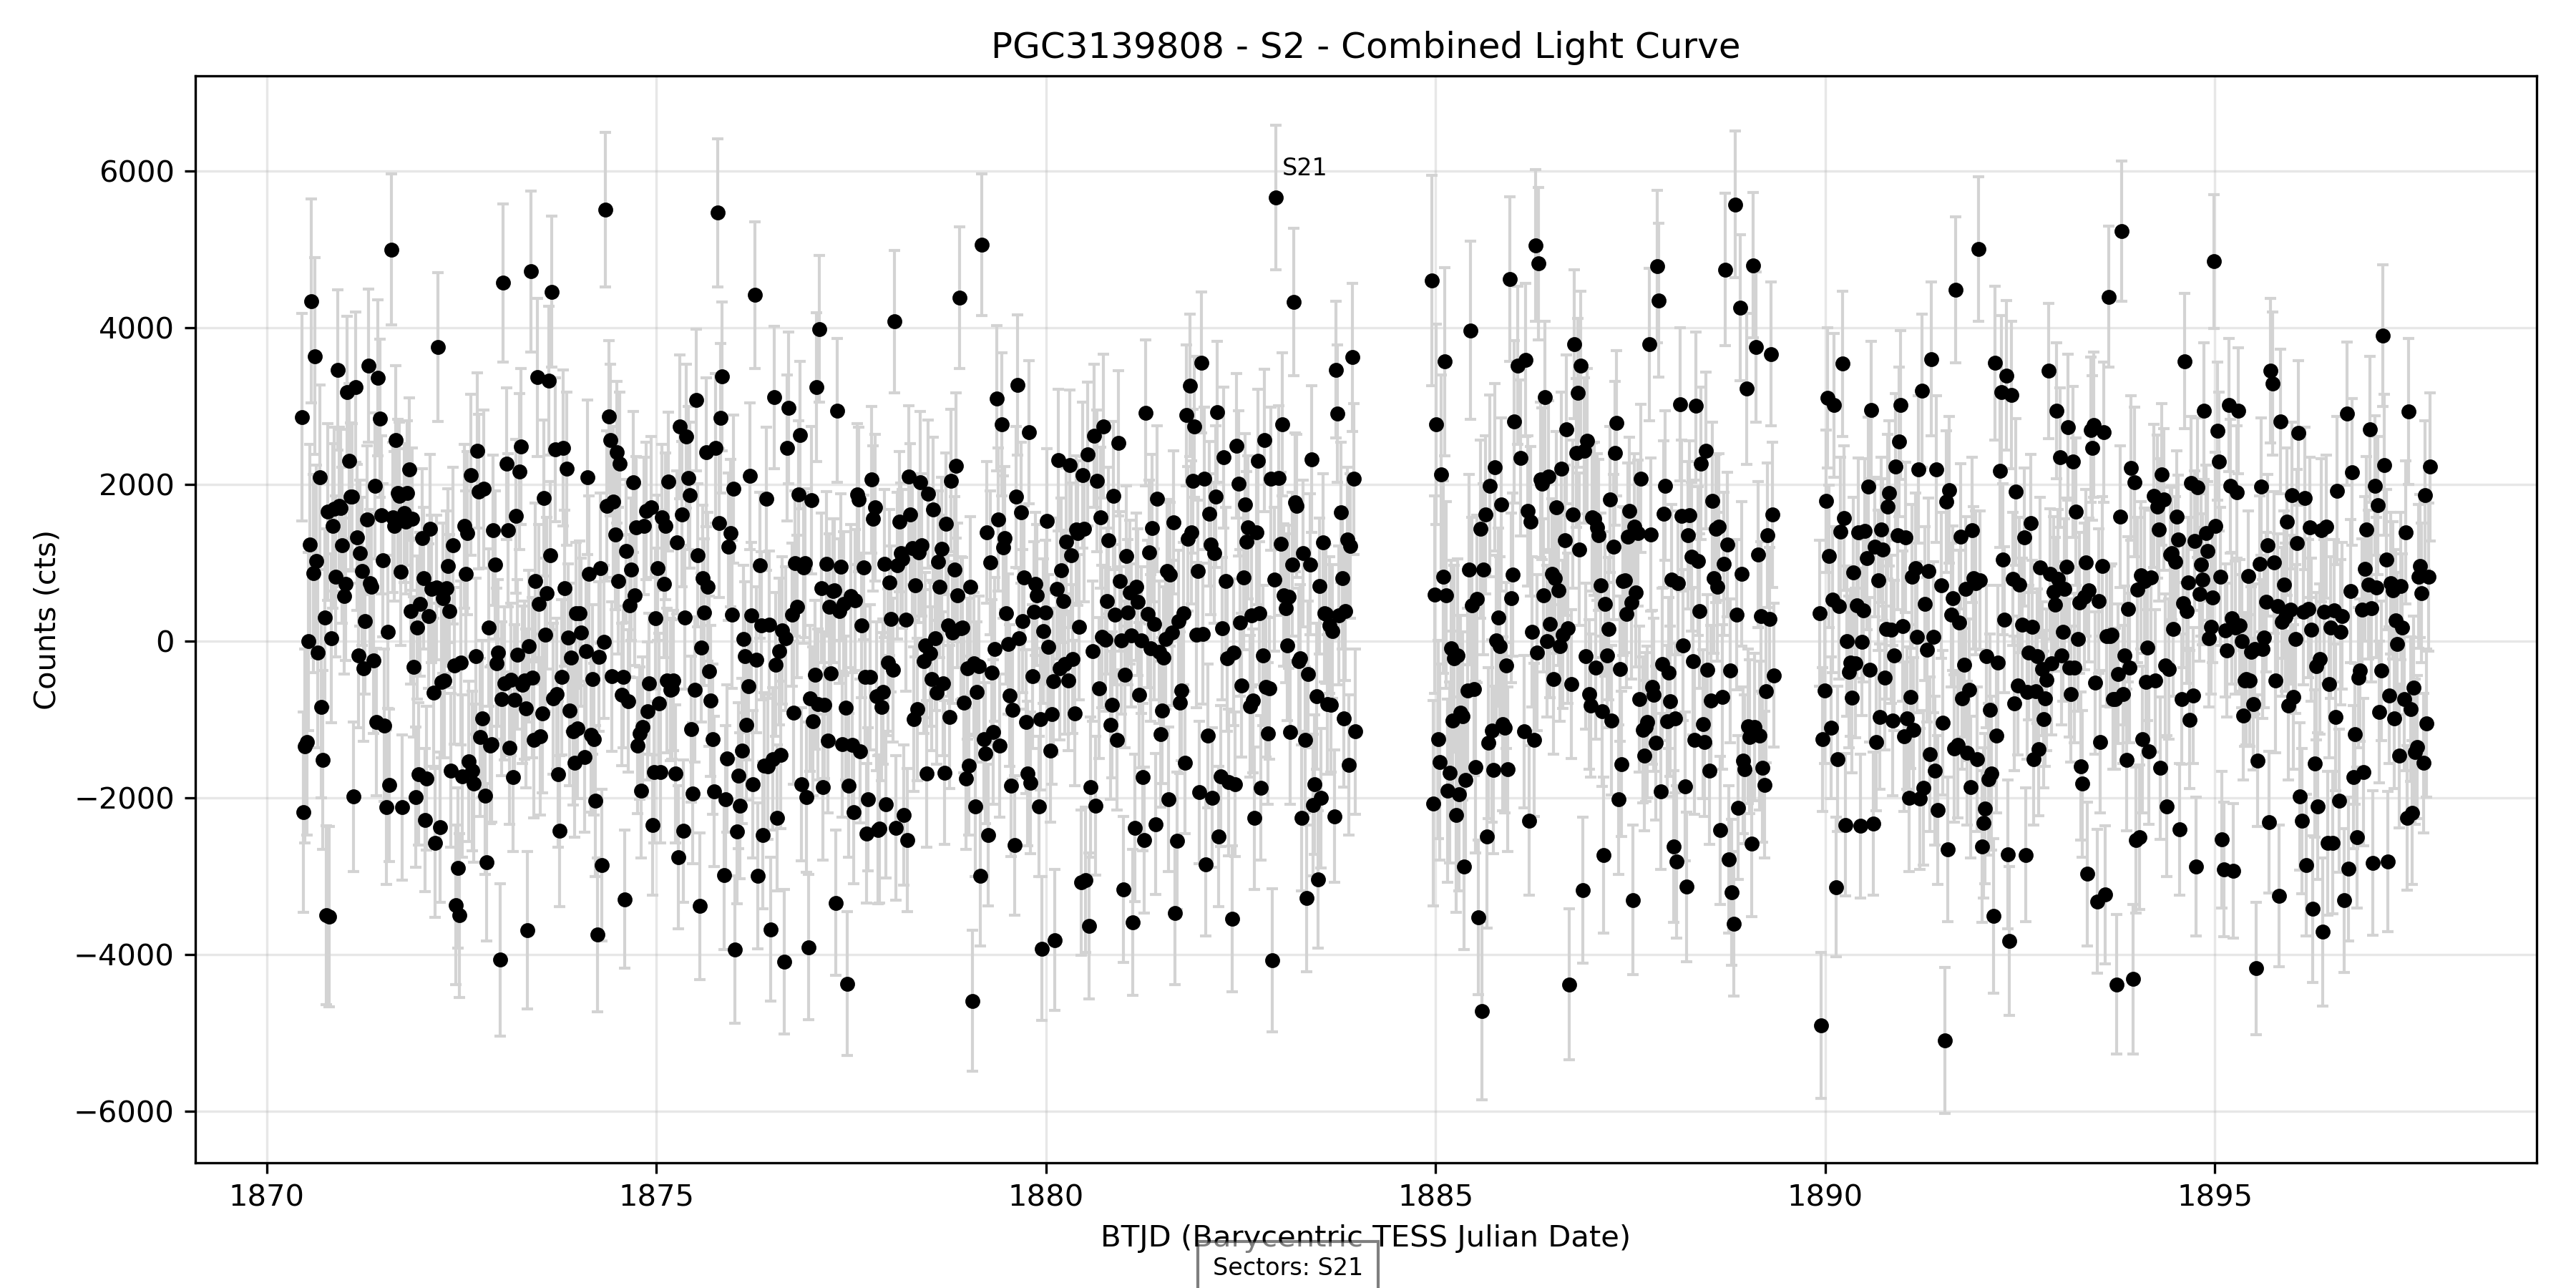 PGC3139808 - S2 - Combined Light Curve
Counts (cts)
6000
4000
2000
0
−2000
−4000
−6000
S21
1870
1875
1880
1885
1890
1895
BTJD (Barycentric TESS Julian Date)
Sectors: S21